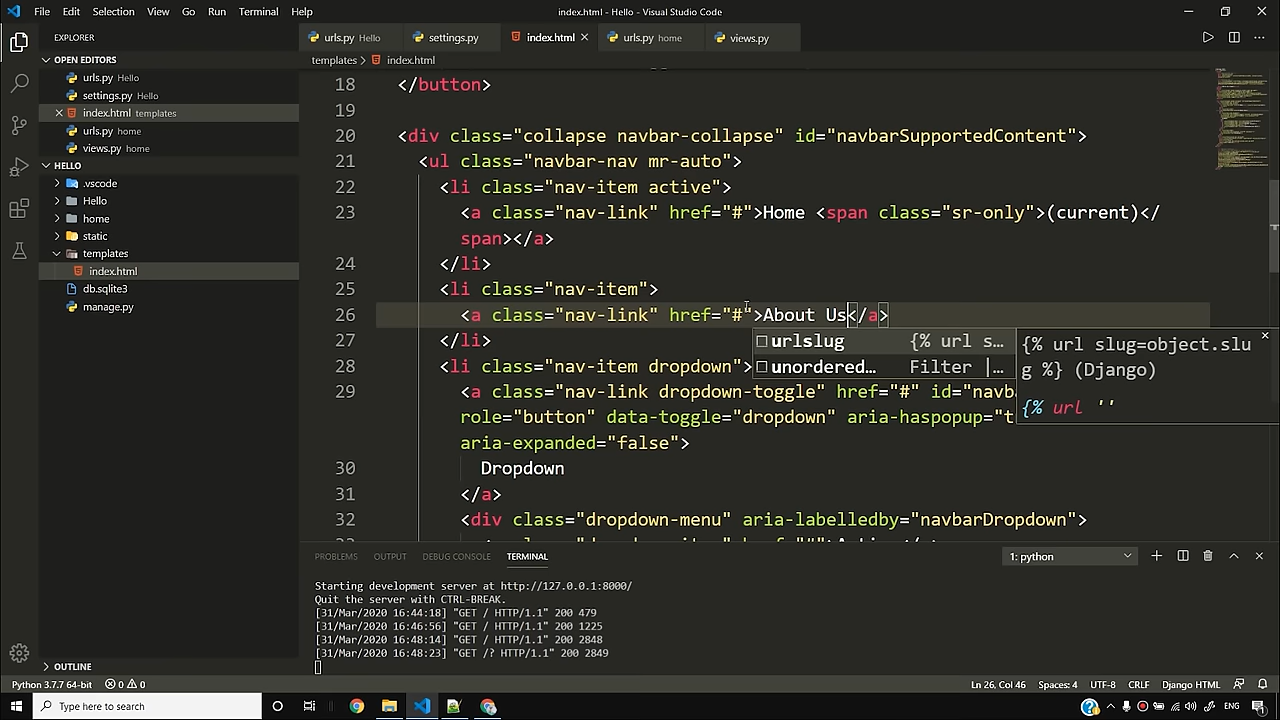 File Edit Selection View Go Run Terminal Help index.html - Hello - Visual Studio Code
EXPLORER
OPEN EDITORS
urls.py Hello
settings.py Hello
index.html templates
urls.py home
views.py home
HELLO
.vscode
Hello
home
static
templates
index.html
db.sqlite3
manage.py
OUTLINE
urls.py Hello settings.py index.html urls.py home views.py
templates > index.html
18 </button>
19
20 <div class="collapse navbar-collapse" id="navbarSupportedContent">
21 <ul class="navbar-nav mr-auto">
22 <li class="nav-item active">
23 <a class="nav-link" href="#">Home <span class="sr-only">(current)</
span></a>
24 </li>
25 <li class="nav-item">
26 <a class="nav-link" href="#">About Us</a>
27 </li>
28 <li class="nav-item dropdown">
29 <a class="nav-link dropdown-toggle" href="#" id="navba
role="button" data-toggle="dropdown" aria-haspopup="t
aria-expanded="false">
30 Dropdown
31 </a>
32 <div class="dropdown-menu" aria-labelledby="navbarDropdown">
urlslug {% url s...
unordered… Filter |…
{% url slug=object.slu
g %} (Django)
{% url ''
PROBLEMS OUTPUT DEBUG CONSOLE TERMINAL 1: python
Starting development server at http://127.0.0.1:8000/
Quit the server with CTRL-BREAK.
[31/Mar/2020 16:44:18] "GET / HTTP/1.1" 200 479
[31/Mar/2020 16:46:56] "GET / HTTP/1.1" 200 1225
[31/Mar/2020 16:48:14] "GET / HTTP/1.1" 200 2848
[31/Mar/2020 16:48:23] "GET /? HTTP/1.1" 200 2849
Python 3.7.7 64-bit 0 0 Ln 26, Col 46 Spaces: 4 UTF-8 CRLF Django HTML
Type here to search ENG